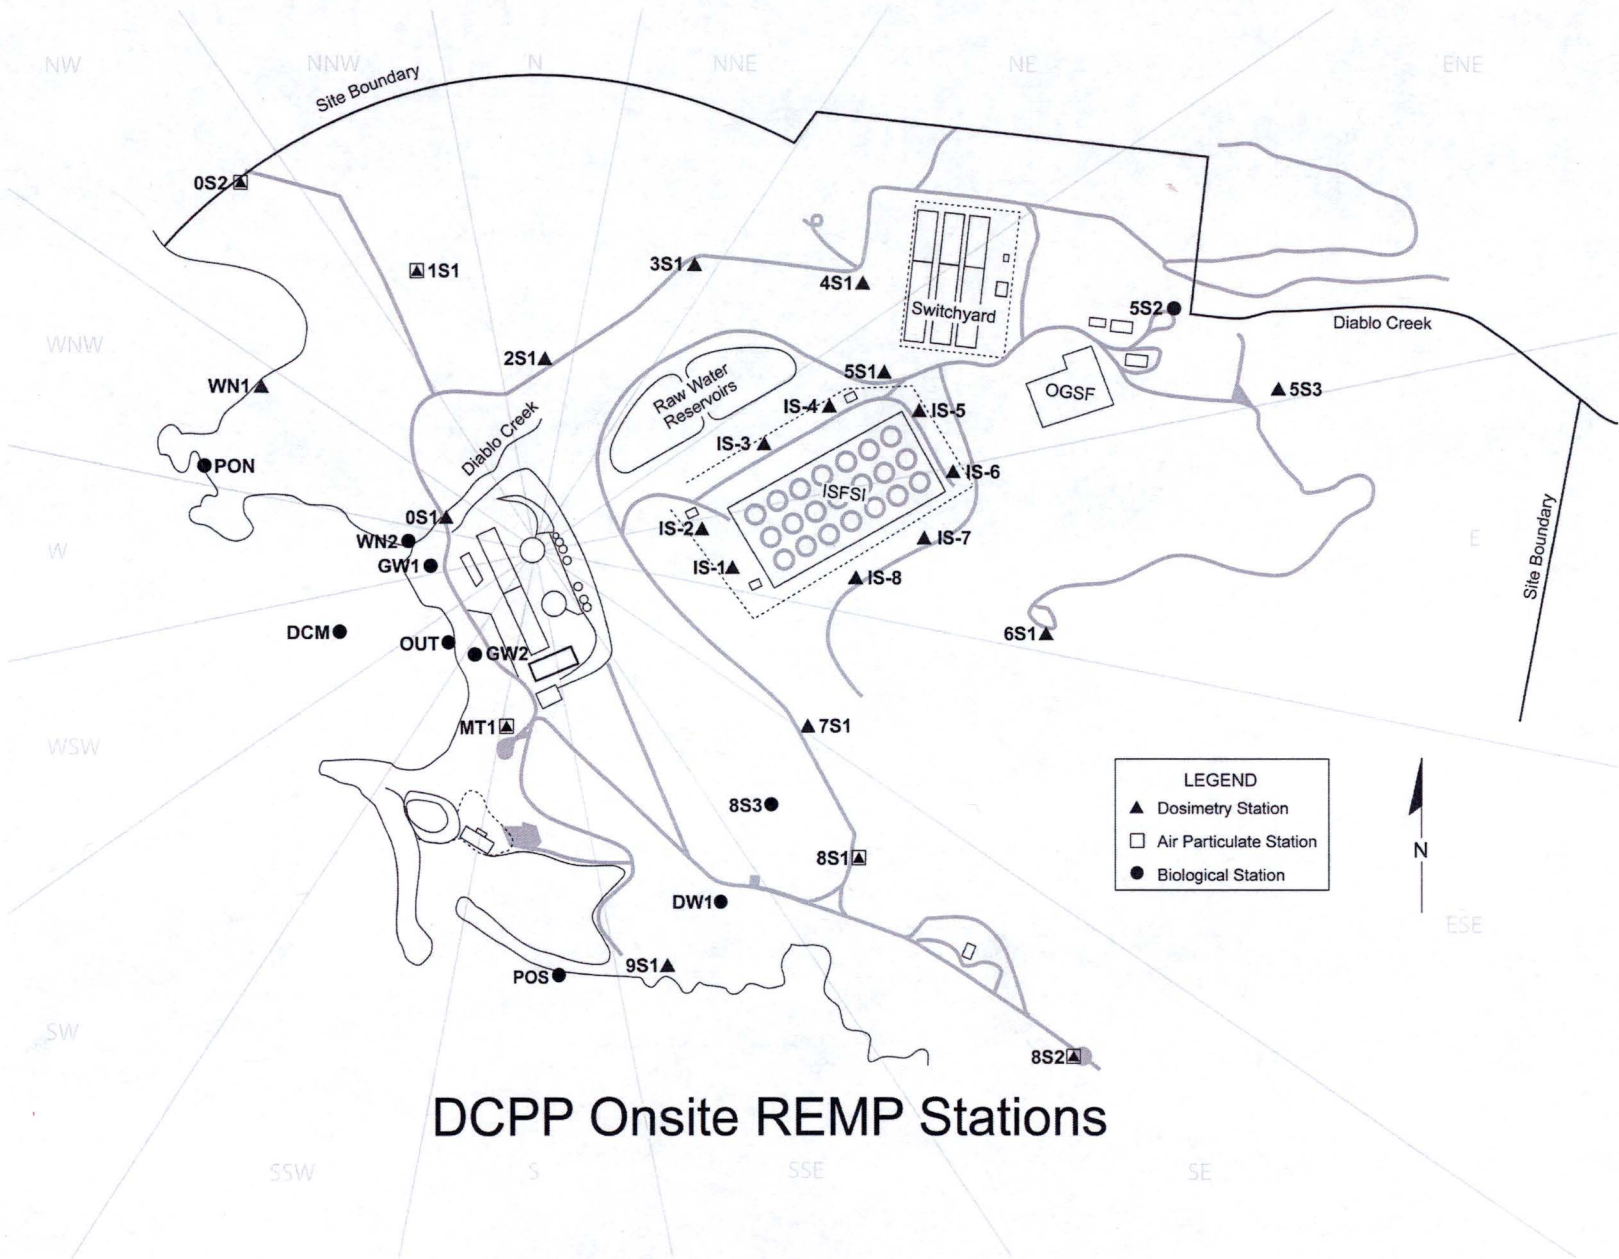 NW
NNW
N
NNE
NE
ENE
Site Boundary
0S2
1S1
3S1
4S1
Switchyard
5S2
Diablo Creek
WNW
2S1
WN1
5S1
Raw Water
Reservoirs
OGSF
5S3
IS-4
IS-5
IS-3
Diablo Creek
PON
IS-6
ISFSI
0S1
IS-2
WN2
IS-7
W
E
GW1
IS-1
IS-8
Site Boundary
DCM
OUT
GW2
6S1
MT1
7S1
WSW
LEGEND
Dosimetry Station
Air Particulate Station
Biological Station
N
8S3
8S1
DW1
ESE
9S1
POS
SW
8S2
DCPP Onsite REMP Stations
SSW
S
SSE
SE